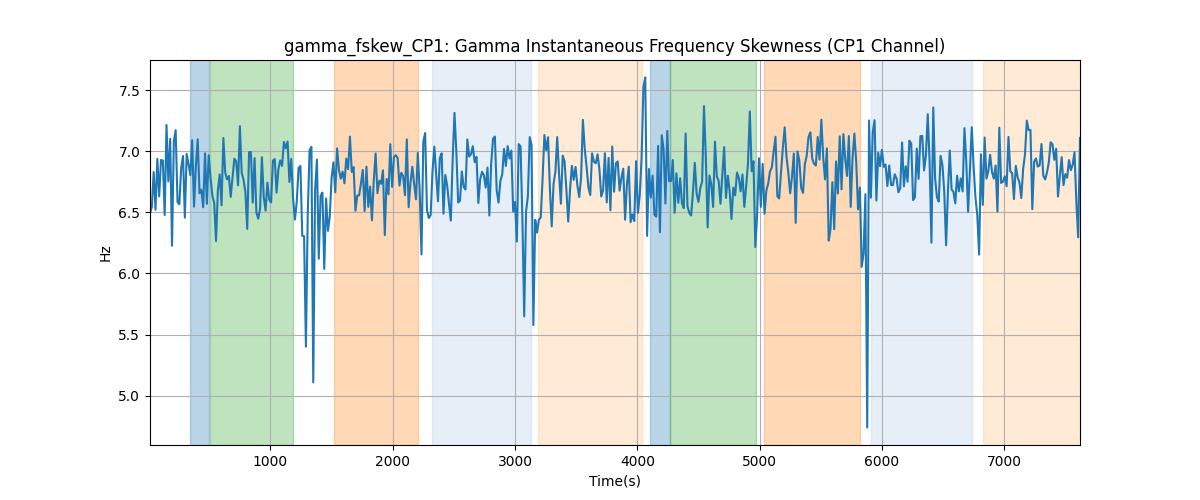 gamma_fskew_CP1: Gamma Instantaneous Frequency Skewness (CP1 Channel)
Hz
7.5
7.0
6.5
6.0
5.5
5.0
1000 2000 3000 4000 5000 6000 7000
Time(s)